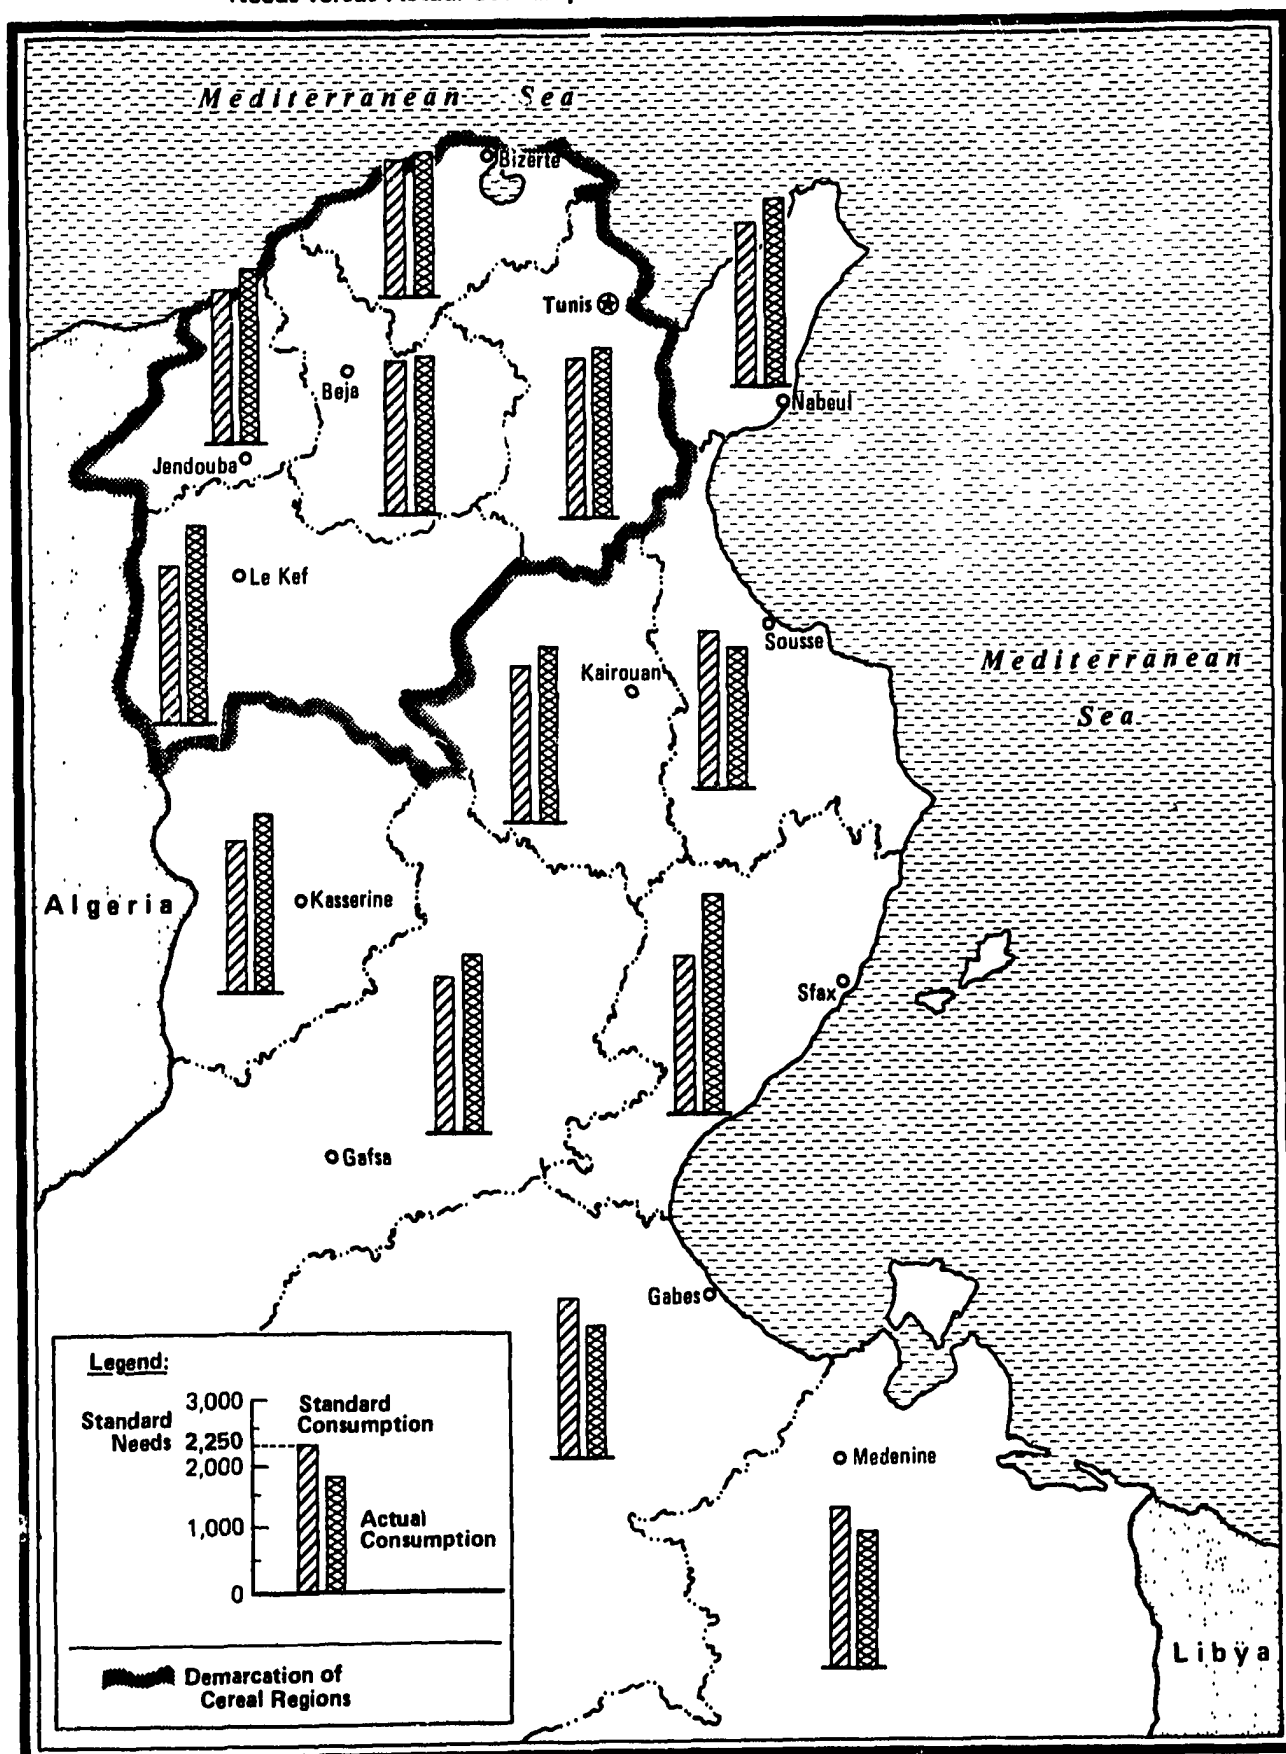 Mediterranean Sea
Bizerte
Tunis
Beja
Nabeul
Jendouba
Le Kef
Sousse
Kairouan
Mediterranean
Sea
Algeria
Kasserine
Sfax
Gafsa
Gabes
Legend:
3,000
Standard
Consumption
Standard
Needs
2,250
2,000
1,000
Actual
Consumption
0
Medenine
Libya
Demarcation of
Cereal Regions